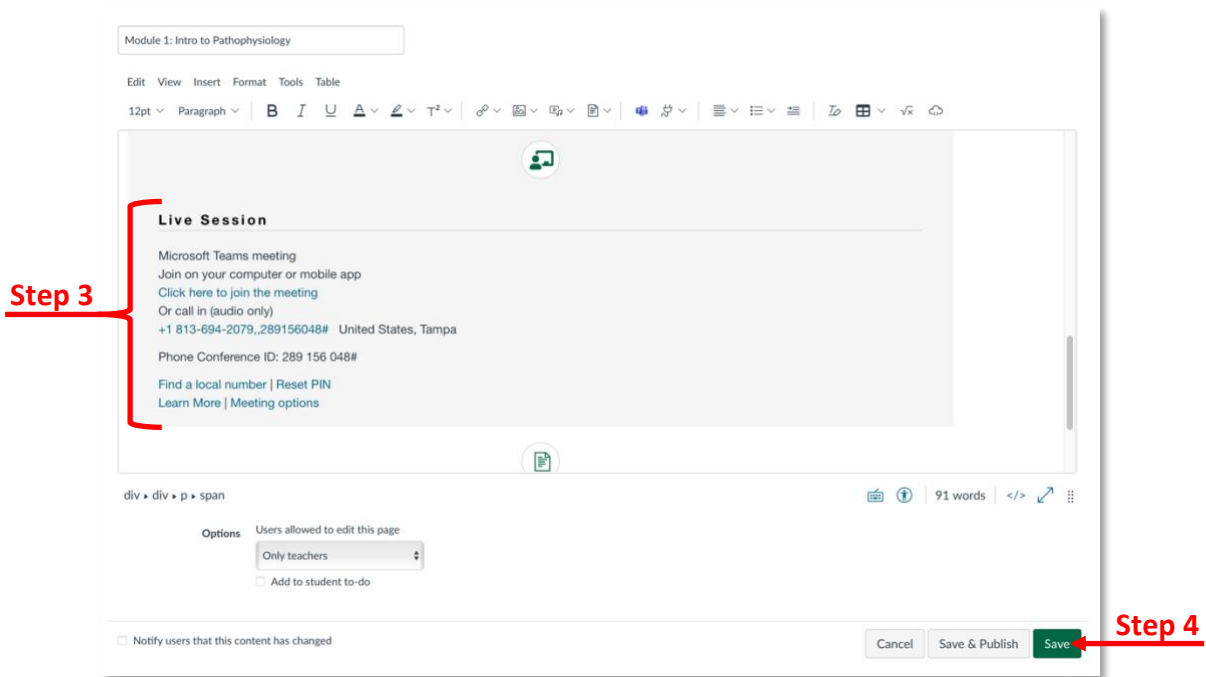 Module 1: Intro to Pathophysiology
Edit View Insert Format Tools Table
12pt Paragraph B I U A T²
Live Session
Microsoft Teams meeting
Join on your computer or mobile app
Click here to join the meeting
Or call in (audio only)
+1 813-694-2079,,289156048# United States, Tampa
Phone Conference ID: 289 156 048#
Find a local number | Reset PIN
Learn More | Meeting options
Step 3
div ▸ div ▸ p ▸ span
91 words </>
Options
Users allowed to edit this page
Only teachers
Add to student to-do
Notify users that this content has changed
Cancel Save & Publish Save
Step 4